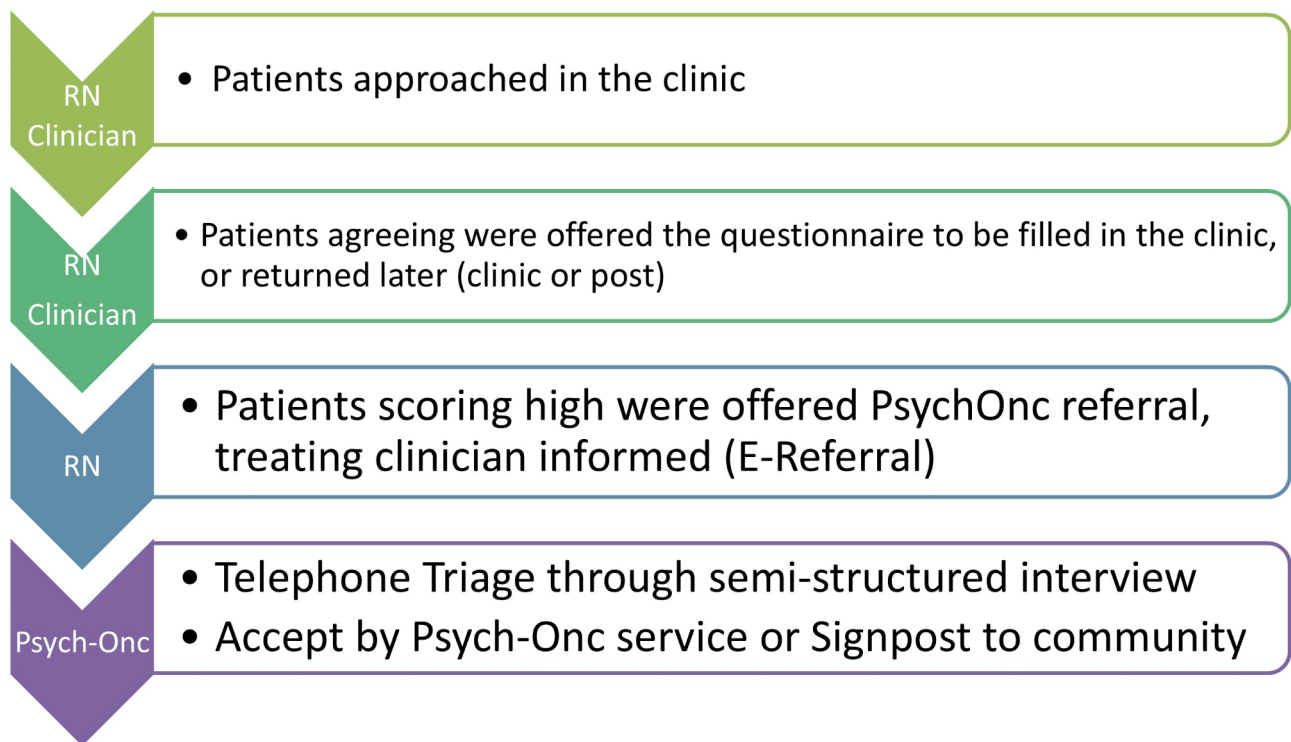 RN
Clinician
• Patients approached in the clinic
RN
Clinician
• Patients agreeing were offered the questionnaire to be filled in the clinic,
or returned later (clinic or post)
RN
• Patients scoring high were offered PsychOnc referral,
treating clinician informed (E-Referral)
Psych-Onc
• Telephone Triage through semi-structured interview
• Accept by Psych-Onc service or Signpost to community